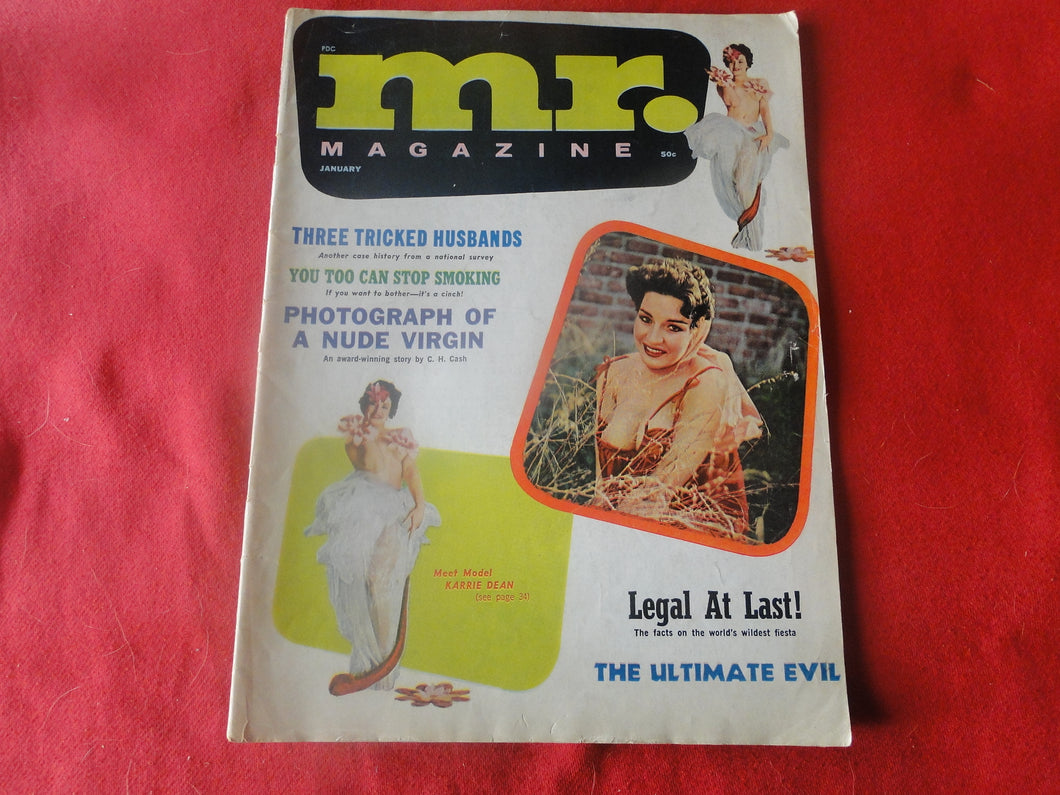 PDC
mr.
MAGAZINE 50c
JANUARY
THREE TRICKED HUSBANDS
Another case history from a national survey
YOU TOO CAN STOP SMOKING
If you want to bother—it's a cinch!
PHOTOGRAPH OF
A NUDE VIRGIN
An award-winning story by C. H. Cash
Meet Model
KARRIE DEAN
(see page 34)
Legal At Last!
The facts on the world's wildest fiesta
THE ULTIMATE EVIL